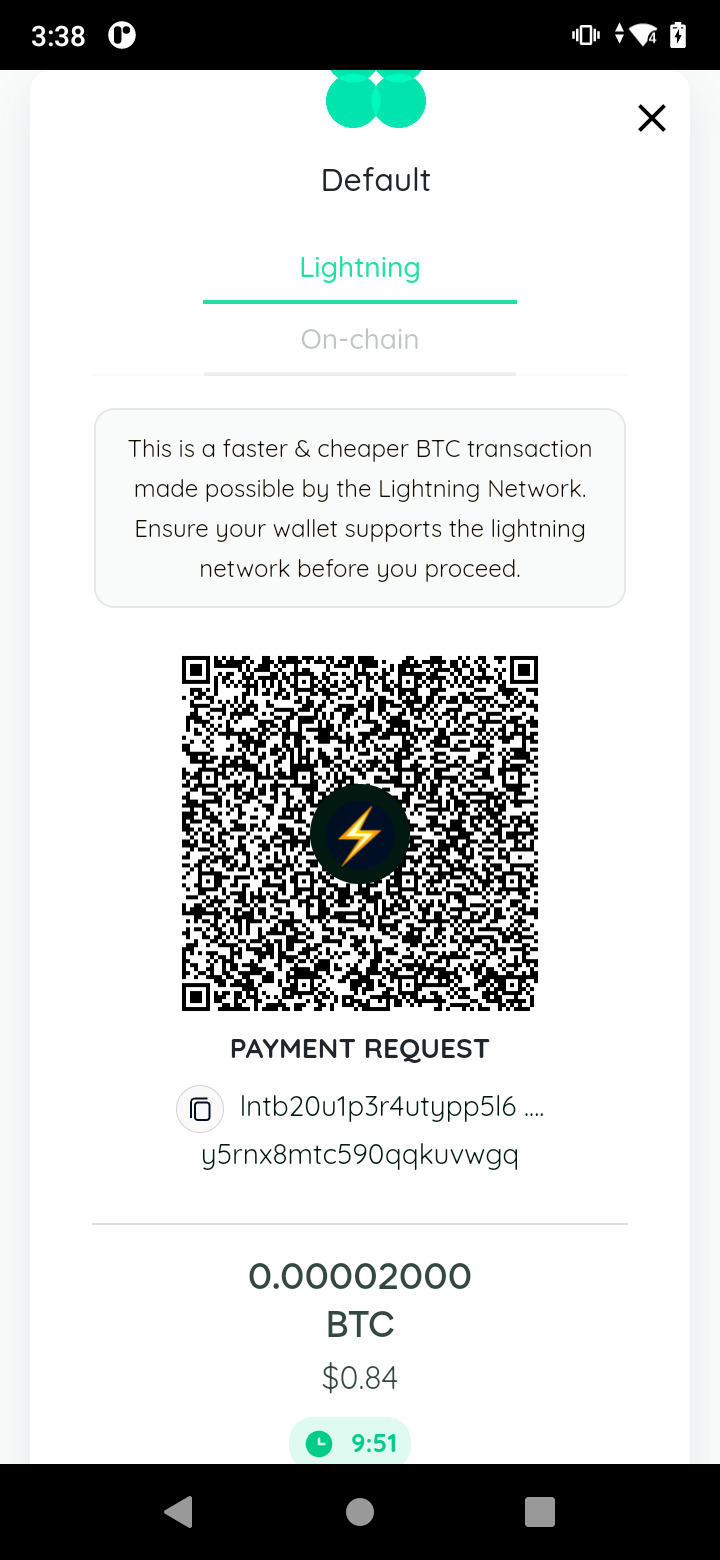 3:38
4
Default
Lightning
On-chain
This is a faster & cheaper BTC transaction
made possible by the Lightning Network.
Ensure your wallet supports the lightning
network before you proceed.
PAYMENT REQUEST
lntb20u1p3r4utypp5l6 ....
y5rnx8mtc590qqkuvwgq
0.00002000
BTC
$0.84
9:51